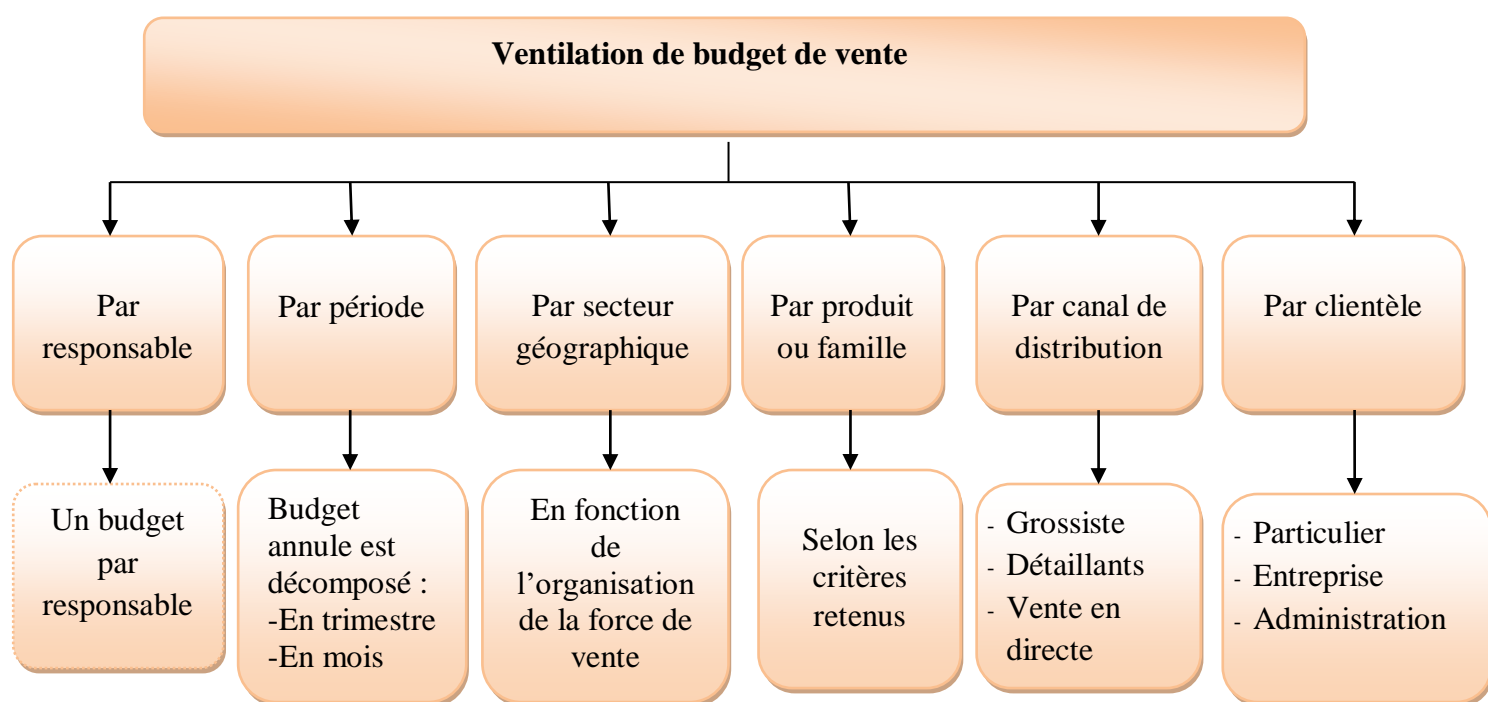 Ventilation de budget de vente
Par
responsable
Par période
Par secteur
géographique
Par produit
ou famille
Par canal de
distribution
Par clientèle
Un budget
par
responsable
Budget
annule est
décomposé :
-En trimestre
-En mois
En fonction
de
l’organisation
de la force de
vente
Selon les
critères
retenus
- Grossiste
- Détaillants
- Vente en
directe
- Particulier
- Entreprise
- Administration